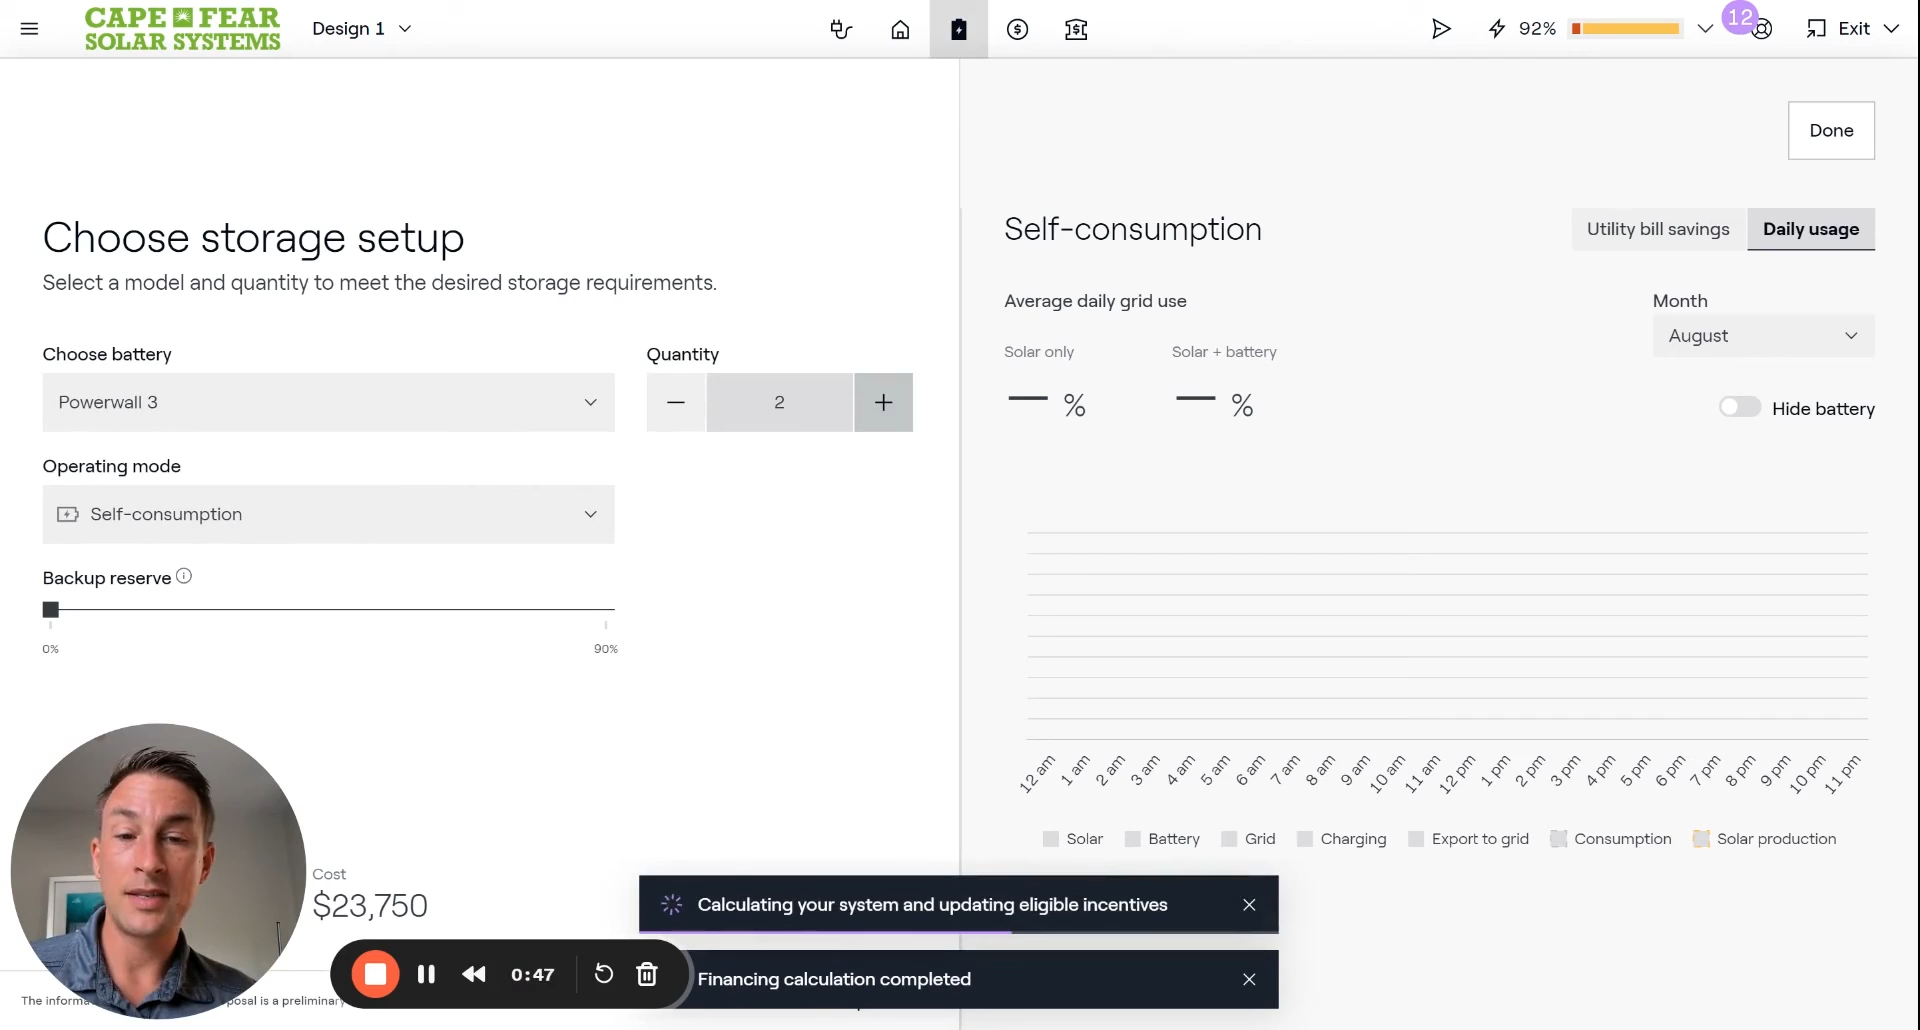 CAPE FEAR
SOLAR SYSTEMS
Design 1
92%
12
Exit
Done
Choose storage setup
Select a model and quantity to meet the desired storage requirements.
Choose battery
Quantity
Powerwall 3
2
Operating mode
Self-consumption
Backup reserve
0%
90%
Cost
$23,750
Self-consumption
Utility bill savings
Daily usage
Average daily grid use
Month
Solar only
Solar + battery
August
%
%
Hide battery
12 am
1 am
2 am
3 am
4 am
5 am
6 am
7 am
8 am
9 am
10 am
11 am
12 pm
1 pm
2 pm
3 pm
4 pm
5 pm
6 pm
7 pm
8 pm
9 pm
10 pm
11 pm
Solar
Battery
Grid
Charging
Export to grid
Consumption
Solar production
Calculating your system and updating eligible incentives
Financing calculation completed
0:47
The posal is a preliminary